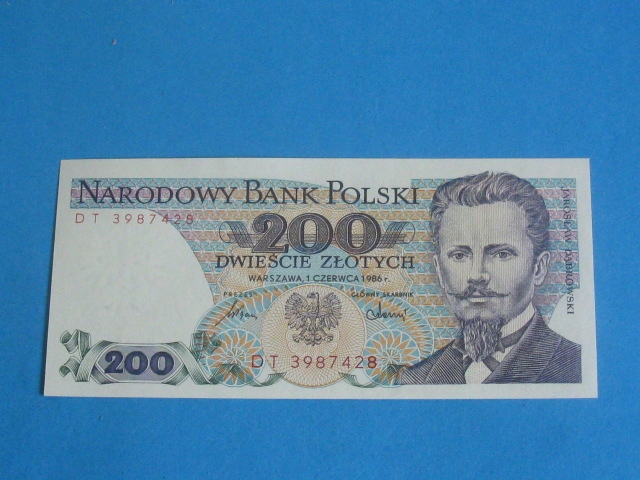 NARODOWY BANK POLSKI
DT 3987428
200
DWIEŚCIE ZŁOTYCH
WARSZAWA, 1 CZERWCA 1986 r.
PREZES
GŁÓWNY SKARBNIK
DT 3987428
200
JAROSŁAW DĄBROWSKI